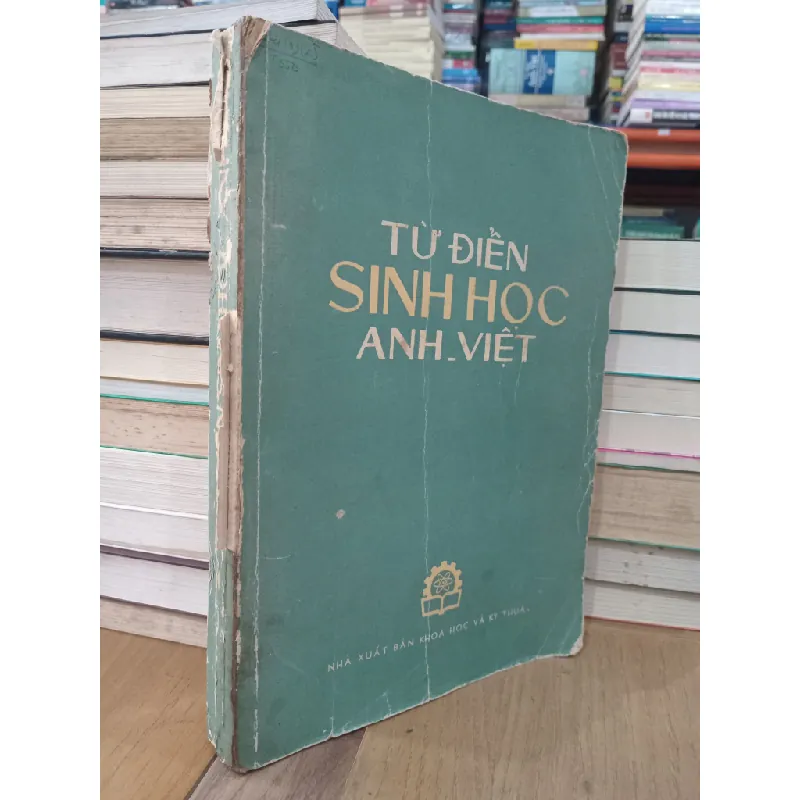 TỪ ĐIỂN
SINH HỌC
ANH_VIỆT
NHÀ XUẤT BẢN KHOA HỌC VÀ KỸ THUẬT